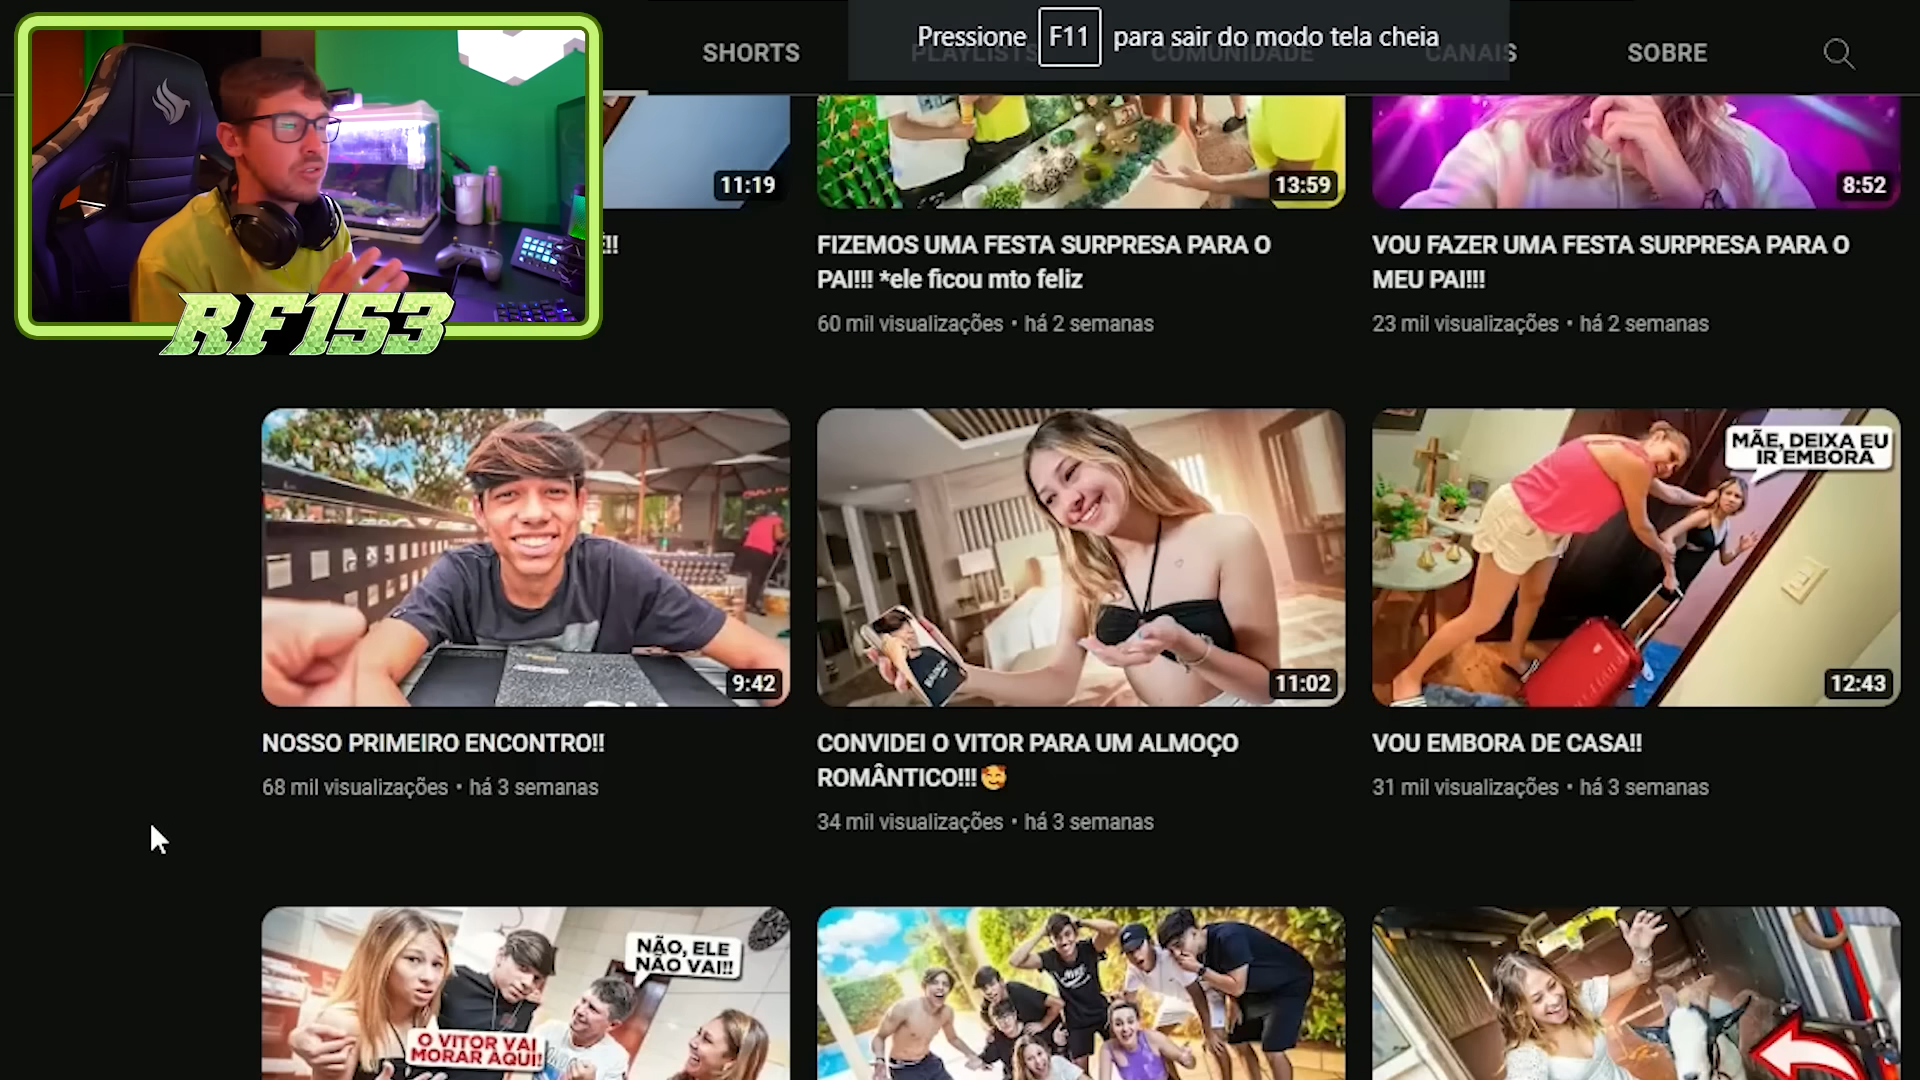 SHORTS
PLAYLISTS
COMUNIDADE
CANAIS
SOBRE
Pressione F11 para sair do modo tela cheia
RF153
11:19
13:59
8:52
!!
FIZEMOS UMA FESTA SURPRESA PARA O
PAI!!! *ele ficou mto feliz
60 mil visualizações • há 2 semanas
VOU FAZER UMA FESTA SURPRESA PARA O
MEU PAI!!!
23 mil visualizações • há 2 semanas
MÃE, DEIXA EU
IR EMBORA
9:42
11:02
12:43
NOSSO PRIMEIRO ENCONTRO!!
68 mil visualizações • há 3 semanas
CONVIDEI O VITOR PARA UM ALMOÇO
ROMÂNTICO!!! 🥰
34 mil visualizações • há 3 semanas
VOU EMBORA DE CASA!!
31 mil visualizações • há 3 semanas
NÃO, ELE
NÃO VAI!!
O VITOR VAI
MORAR AQUI!